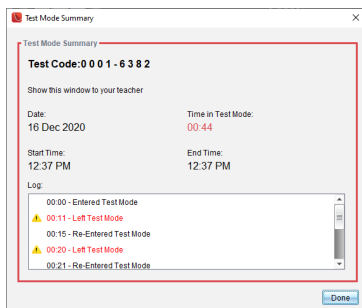 Test Mode Summary
Test Mode Summary
Test Code:0 0 0 1 - 6 3 8 2
Show this window to your teacher
Date: Time in Test Mode:
16 Dec 2020 00:44
Start Time: End Time:
12:37 PM 12:37 PM
Log:
00:00 - Entered Test Mode
00:11 - Left Test Mode
00:15 - Re-Entered Test Mode
00:20 - Left Test Mode
00:21 - Re-Entered Test Mode
Done